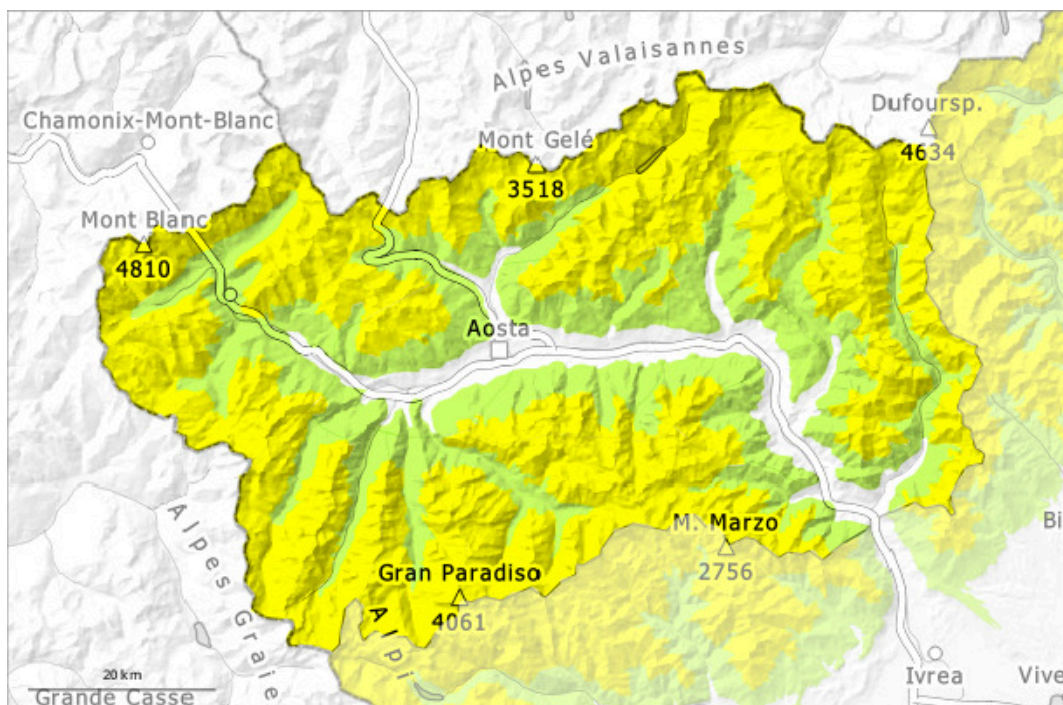 Alpes Valaisannes
Dufoursp.
4634
Chamonix-Mont-Blanc
Mont Gelé
3518
Mont Blanc
4810
Aosta
M. Marzo
2756
Alpes Graie
Gran Paradiso
4061
Alpi
Bi
20 km
Grande Casse
Ivrea
Vive